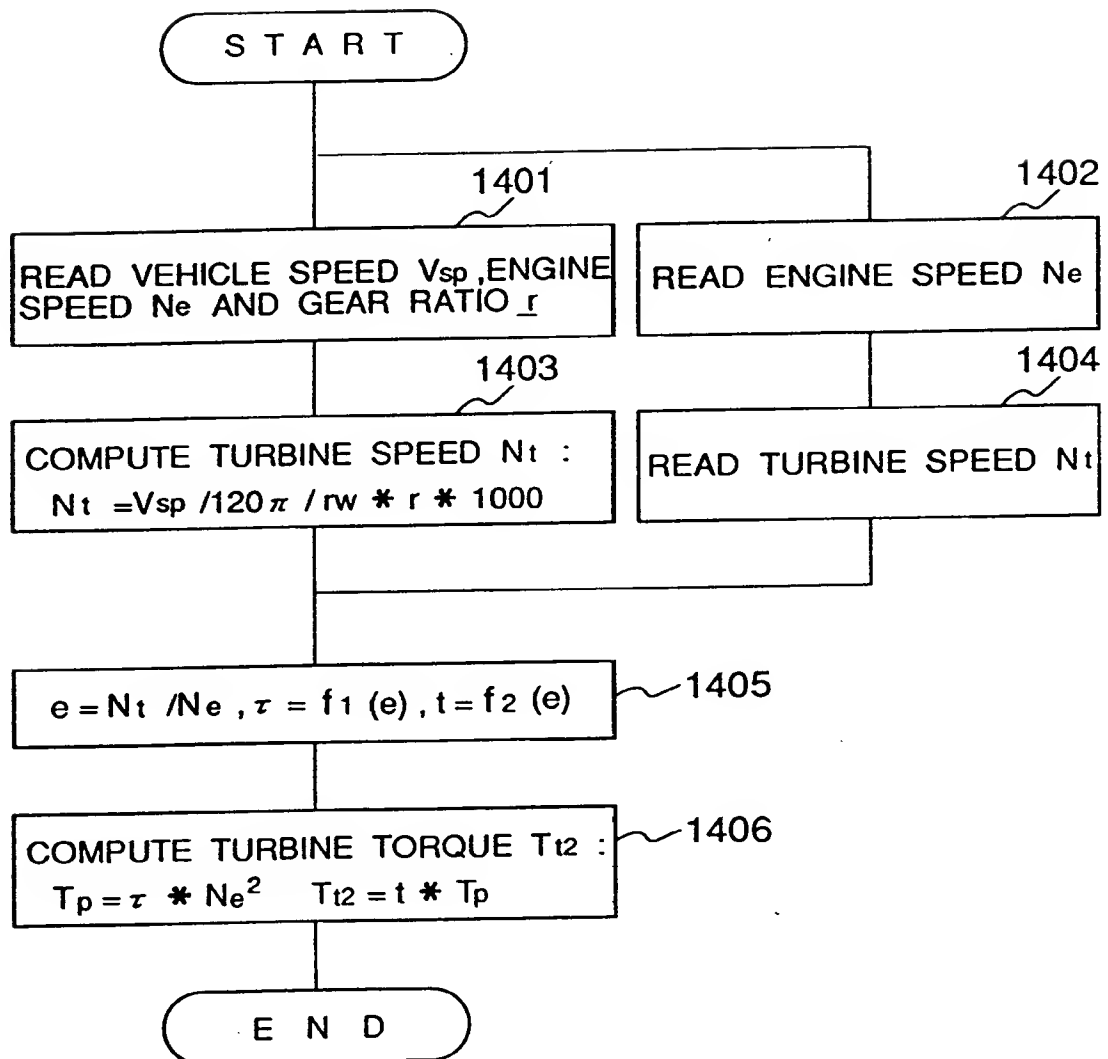 START
1401
READ VEHICLE SPEED Vsp, ENGINE
SPEED Ne AND GEAR RATIO r
1402
READ ENGINE SPEED Ne
1403
COMPUTE TURBINE SPEED Nt :
Nt =Vsp /120π / rw * r * 1000
1404
READ TURBINE SPEED Nt
e = Nt /Ne , τ = f1 (e) , t = f2 (e)
1405
COMPUTE TURBINE TORQUE Tt2 :
Tp = τ * Ne² Tt2 = t * Tp
1406
END